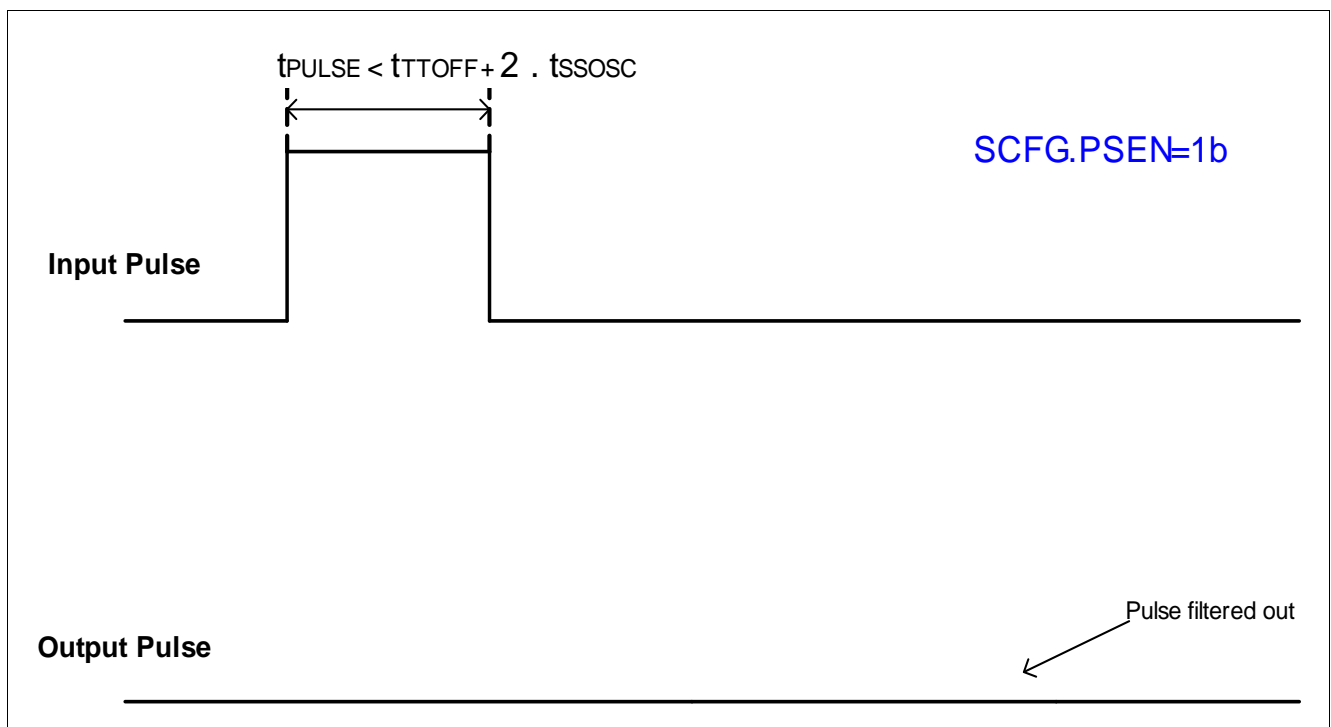 tPULSE < tTTOFF + 2 . tSSOSC
SCFG.PSEN=1b
Input Pulse
Pulse filtered out
Output Pulse